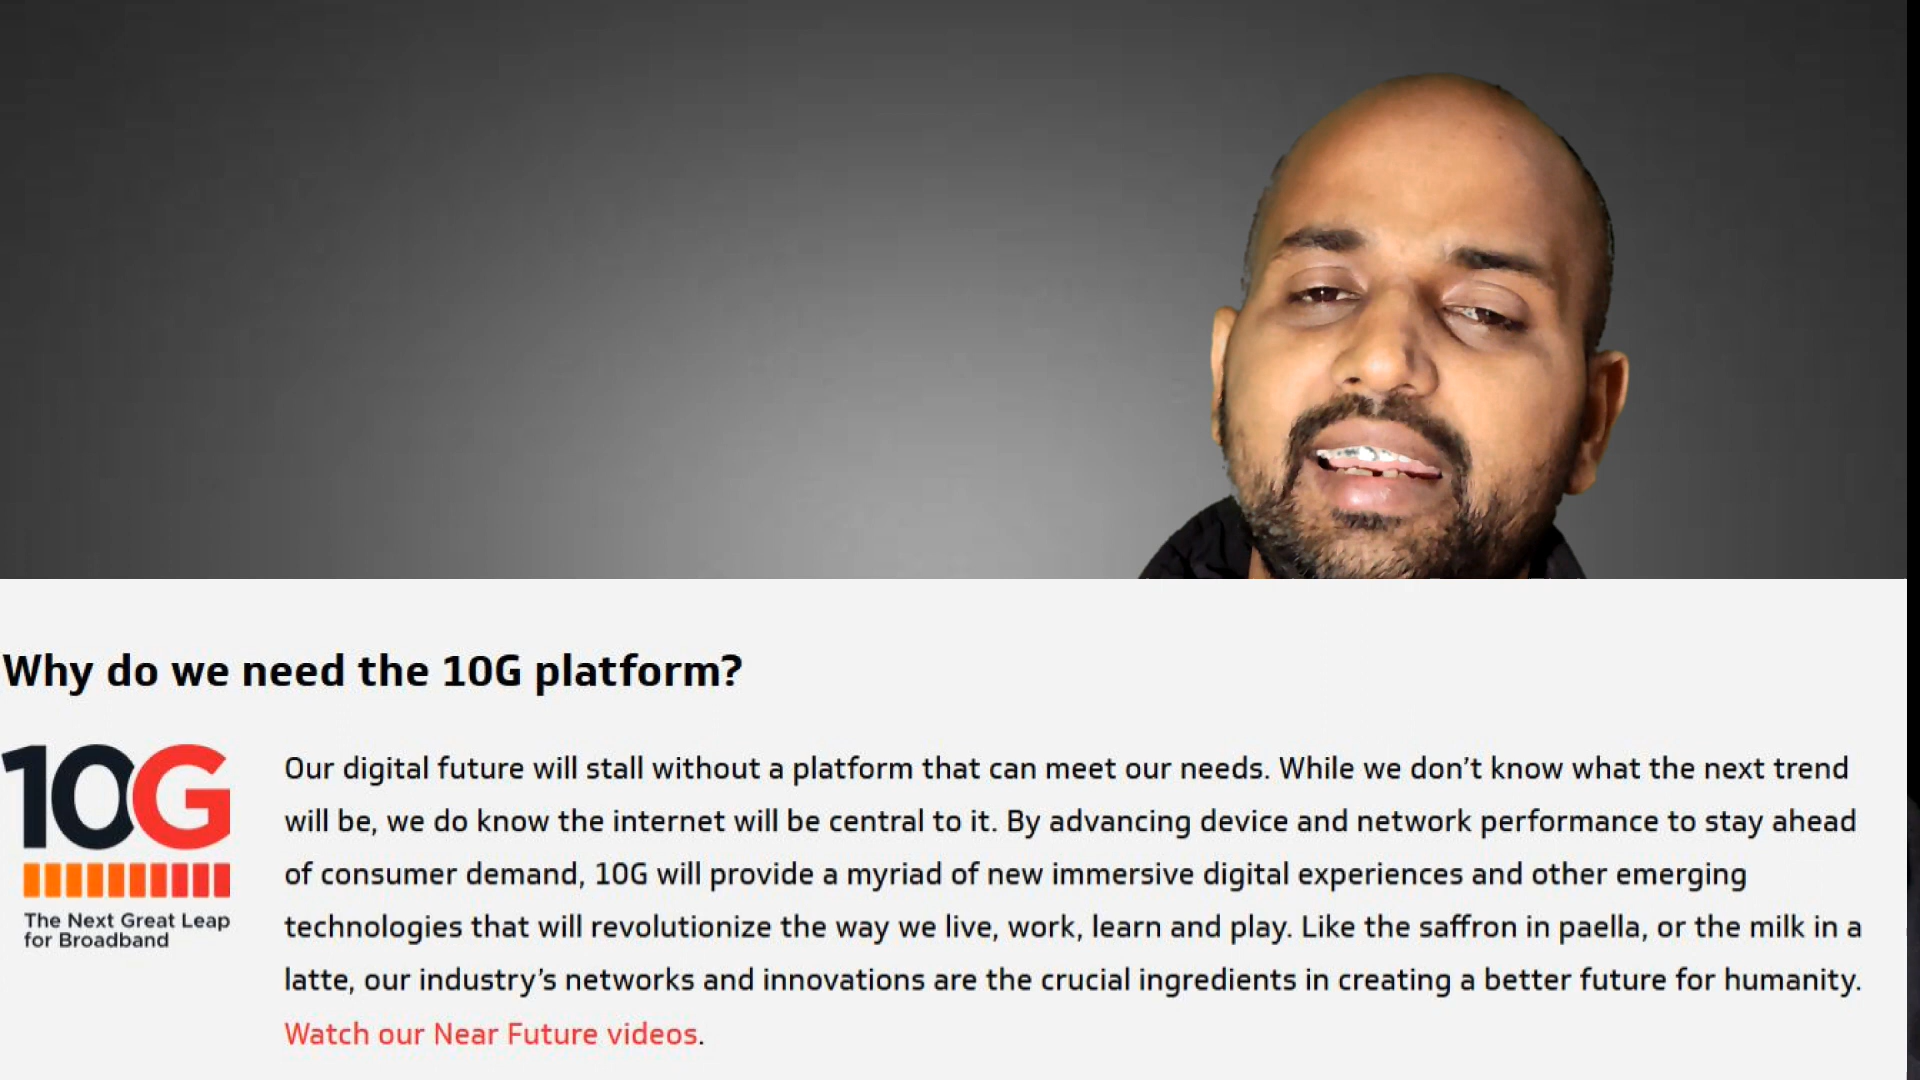 Why do we need the 10G platform?
10G
The Next Great Leap
for Broadband
Our digital future will stall without a platform that can meet our needs. While we don’t know what the next trend
will be, we do know the internet will be central to it. By advancing device and network performance to stay ahead
of consumer demand, 10G will provide a myriad of new immersive digital experiences and other emerging
technologies that will revolutionize the way we live, work, learn and play. Like the saffron in paella, or the milk in a
latte, our industry’s networks and innovations are the crucial ingredients in creating a better future for humanity.
Watch our Near Future videos.